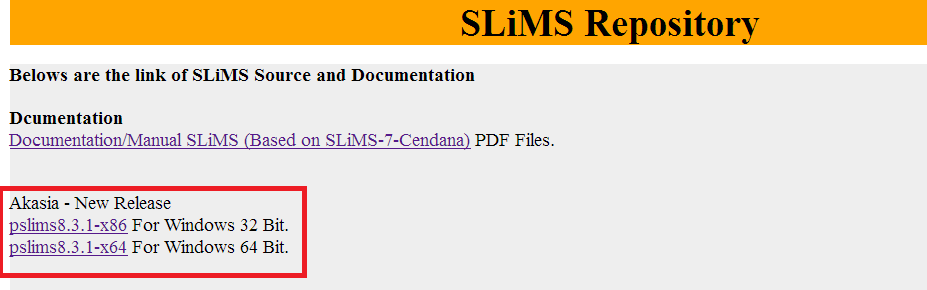 SLiMS Repository
Belows are the link of SLiMS Source and Documentation
Dcumentation
Documentation/Manual SLiMS (Based on SLiMS-7-Cendana) PDF Files.
Akasia - New Release
pslims8.3.1-x86 For Windows 32 Bit.
pslims8.3.1-x64 For Windows 64 Bit.